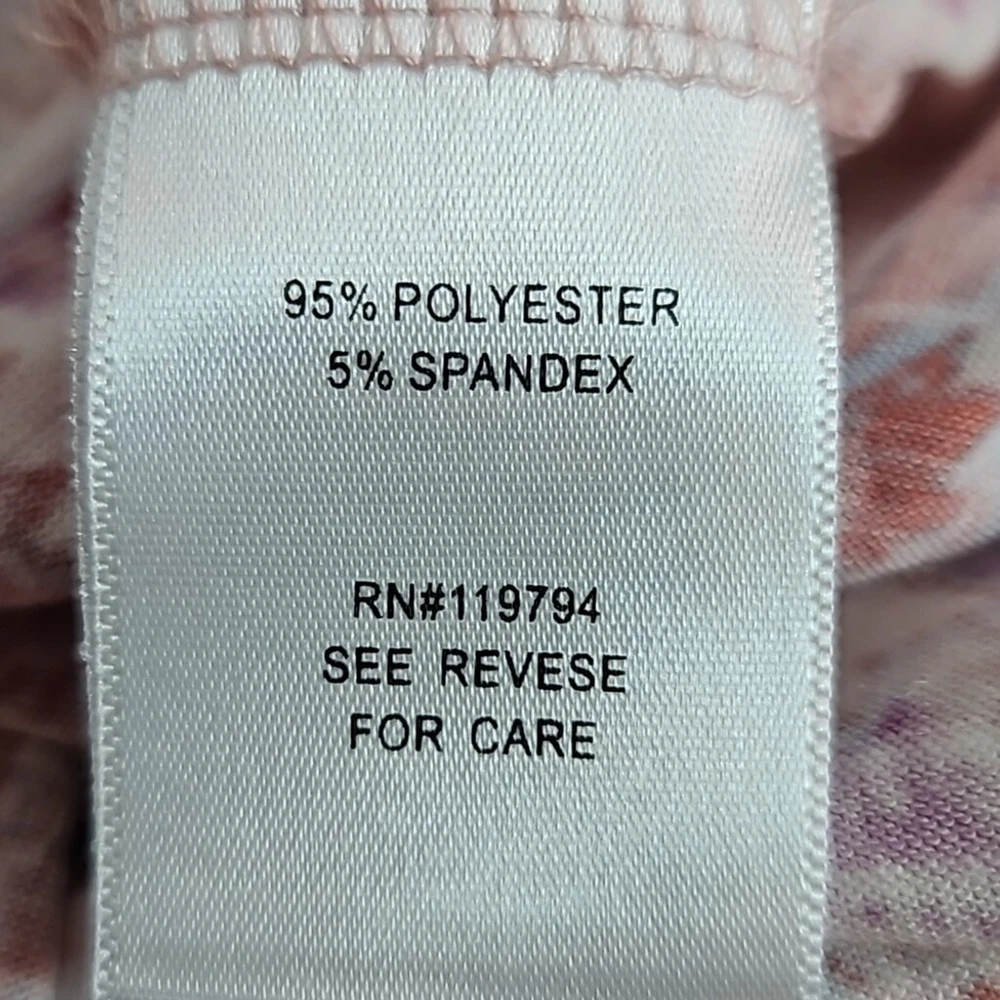 95% POLYESTER
5% SPANDEX
RN#119794
SEE REVESE
FOR CARE